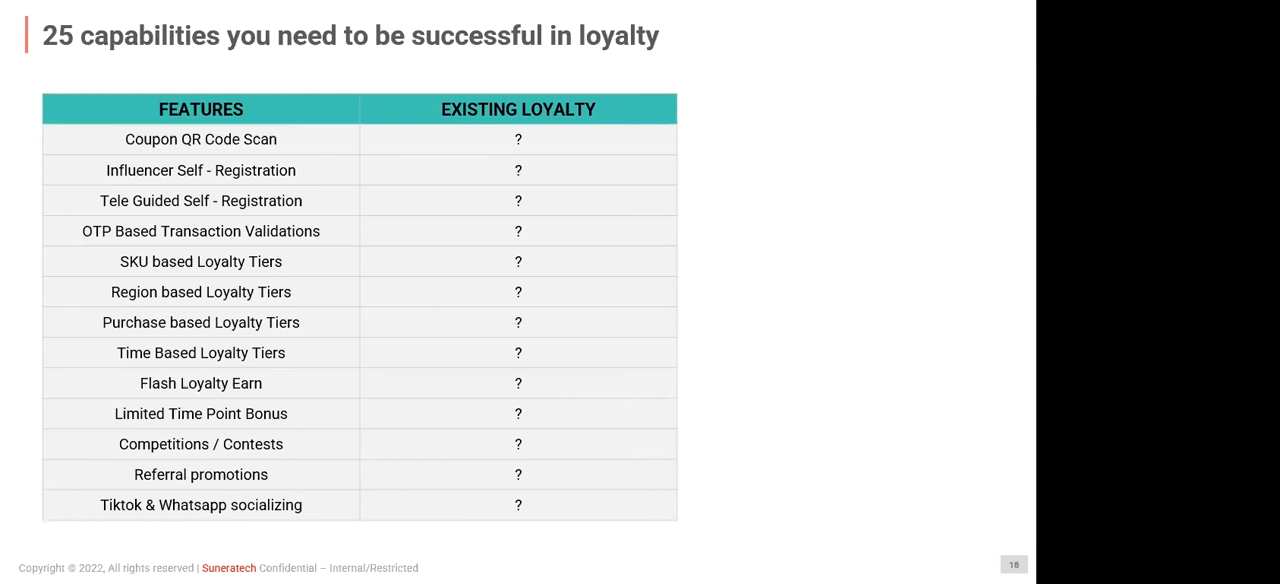 25 capabilities you need to be successful in loyalty
FEATURES EXISTING LOYALTY
Coupon QR Code Scan ?
Influencer Self - Registration ?
Tele Guided Self - Registration ?
OTP Based Transaction Validations ?
SKU based Loyalty Tiers ?
Region based Loyalty Tiers ?
Purchase based Loyalty Tiers ?
Time Based Loyalty Tiers ?
Flash Loyalty Earn ?
Limited Time Point Bonus ?
Competitions / Contests ?
Referral promotions ?
Tiktok & Whatsapp socializing ?
Copyright © 2022, All rights reserved | Suneratech Confidential – Internal/Restricted
18